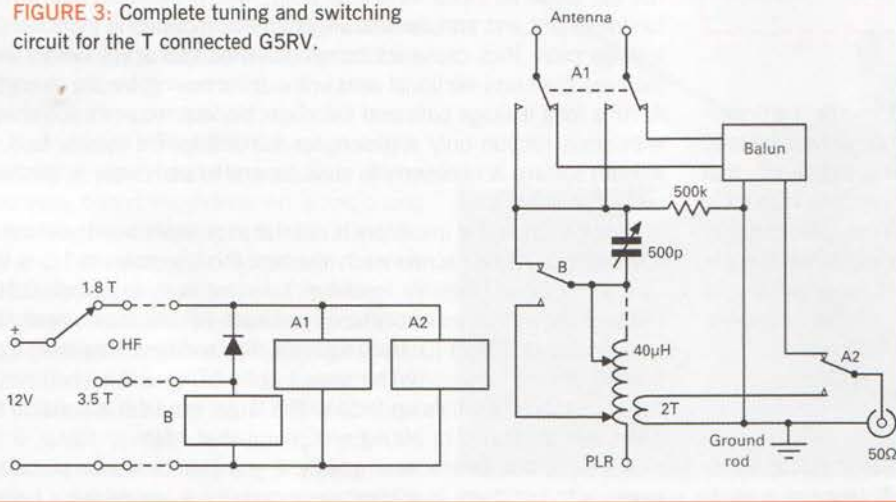 FIGURE 3: Complete tuning and switching
circuit for the T connected G5RV.
Antenna
A1
Balun
500k
500p
B
1.8 T
+
HF
A1
A2
12V
3.5 T
40µH
2T
A2
PLR
Ground
rod
50Ω